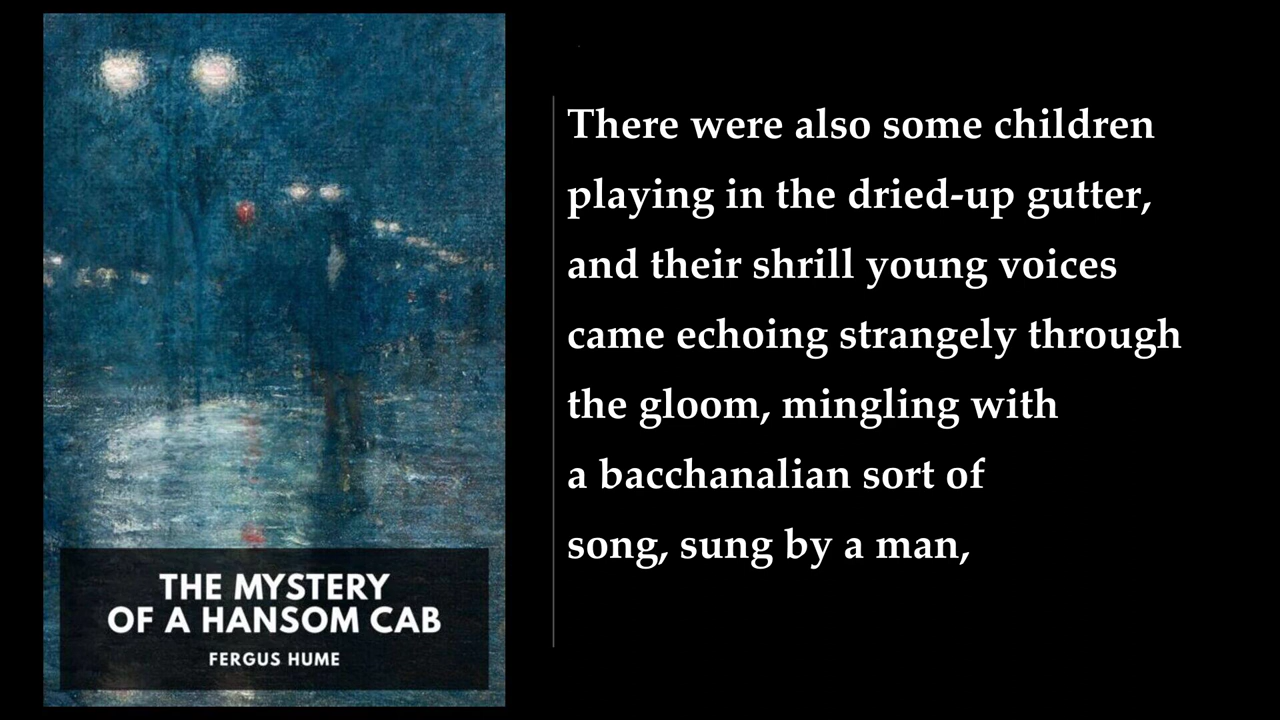 THE MYSTERY
OF A HANSOM CAB
FERGUS HUME
There were also some children
playing in the dried-up gutter,
and their shrill young voices
came echoing strangely through
the gloom, mingling with
a bacchanalian sort of
song, sung by a man,